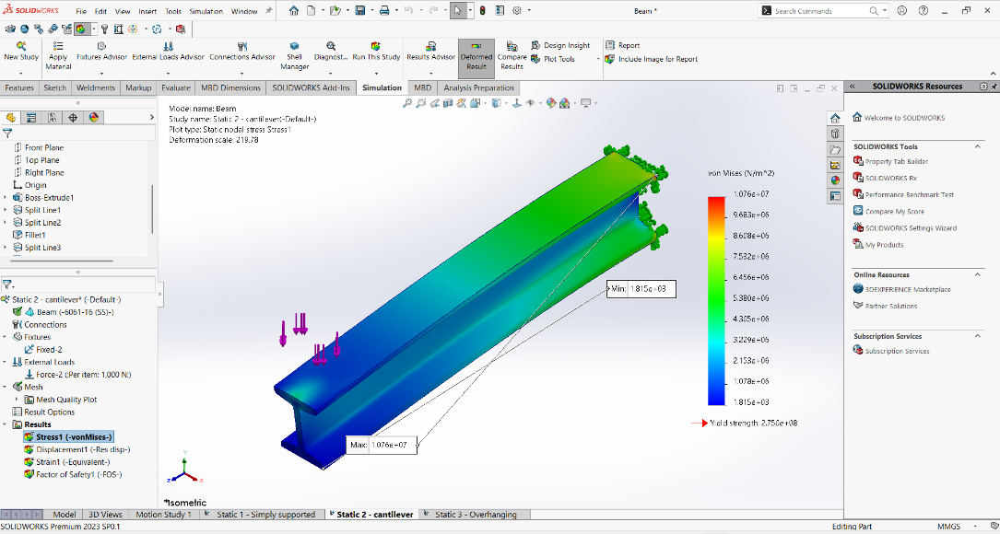 SOLIDWORKS
File Edit View Insert Tools Simulation Window
Beam *
Search Commands
New Study
Apply Material
Fixtures Advisor
External Loads Advisor
Connections Advisor
Shell Manager
Diagnost...
Run This Study
Results Advisor
Deformed Result
Compare Results
Design Insight
Plot Tools
Report
Include Image for Report
Features Sketch Weldments Markup Evaluate MBD Dimensions SOLIDWORKS Add-Ins Simulation MBD Analysis Preparation
Front Plane
Top Plane
Right Plane
Origin
Boss-Extrude1
Split Line1
Split Line2
Fillet1
Split Line3
Static 2 - cantilever* (-Default-)
Beam (-6061-T6 (SS)-)
Connections
Fixtures
Fixed-2
External Loads
Force-2 (:Per item: 1,000 N:)
Mesh
Mesh Quality Plot
Result Options
Results
Stress1 (-vonMises-)
Displacement1 (-Res disp-)
Strain1 (-Equivalent-)
Factor of Safety1 (-FOS-)
Model name: Beam
Study name: Static 2 - cantilever(-Default-)
Plot type: Static nodal stress Stress1
Deformation scale: 219.78
von Mises (N/m^2)
1.076e+07
9.683e+06
8.608e+06
7.532e+06
6.456e+06
5.380e+06
4.305e+06
3.229e+06
2.153e+06
1.078e+06
1.815e+03
Yield strength: 2.750e+08
Min: 1.815e+03
Max: 1.076e+07
Y
Z
X
*Isometric
SOLIDWORKS Resources
Welcome to SOLIDWORKS
SOLIDWORKS Tools
Property Tab Builder
SOLIDWORKS Rx
Performance Benchmark Test
Compare My Score
SOLIDWORKS Settings Wizard
My Products
Online Resources
3DEXPERIENCE Marketplace
Partner Solutions
Subscription Services
Subscription Services
Model 3D Views Motion Study 1 Static 1 - Simply supported Static 2 - cantilever Static 3 - Overhanging
SOLIDWORKS Premium 2023 SP0.1
Editing Part
MMGS